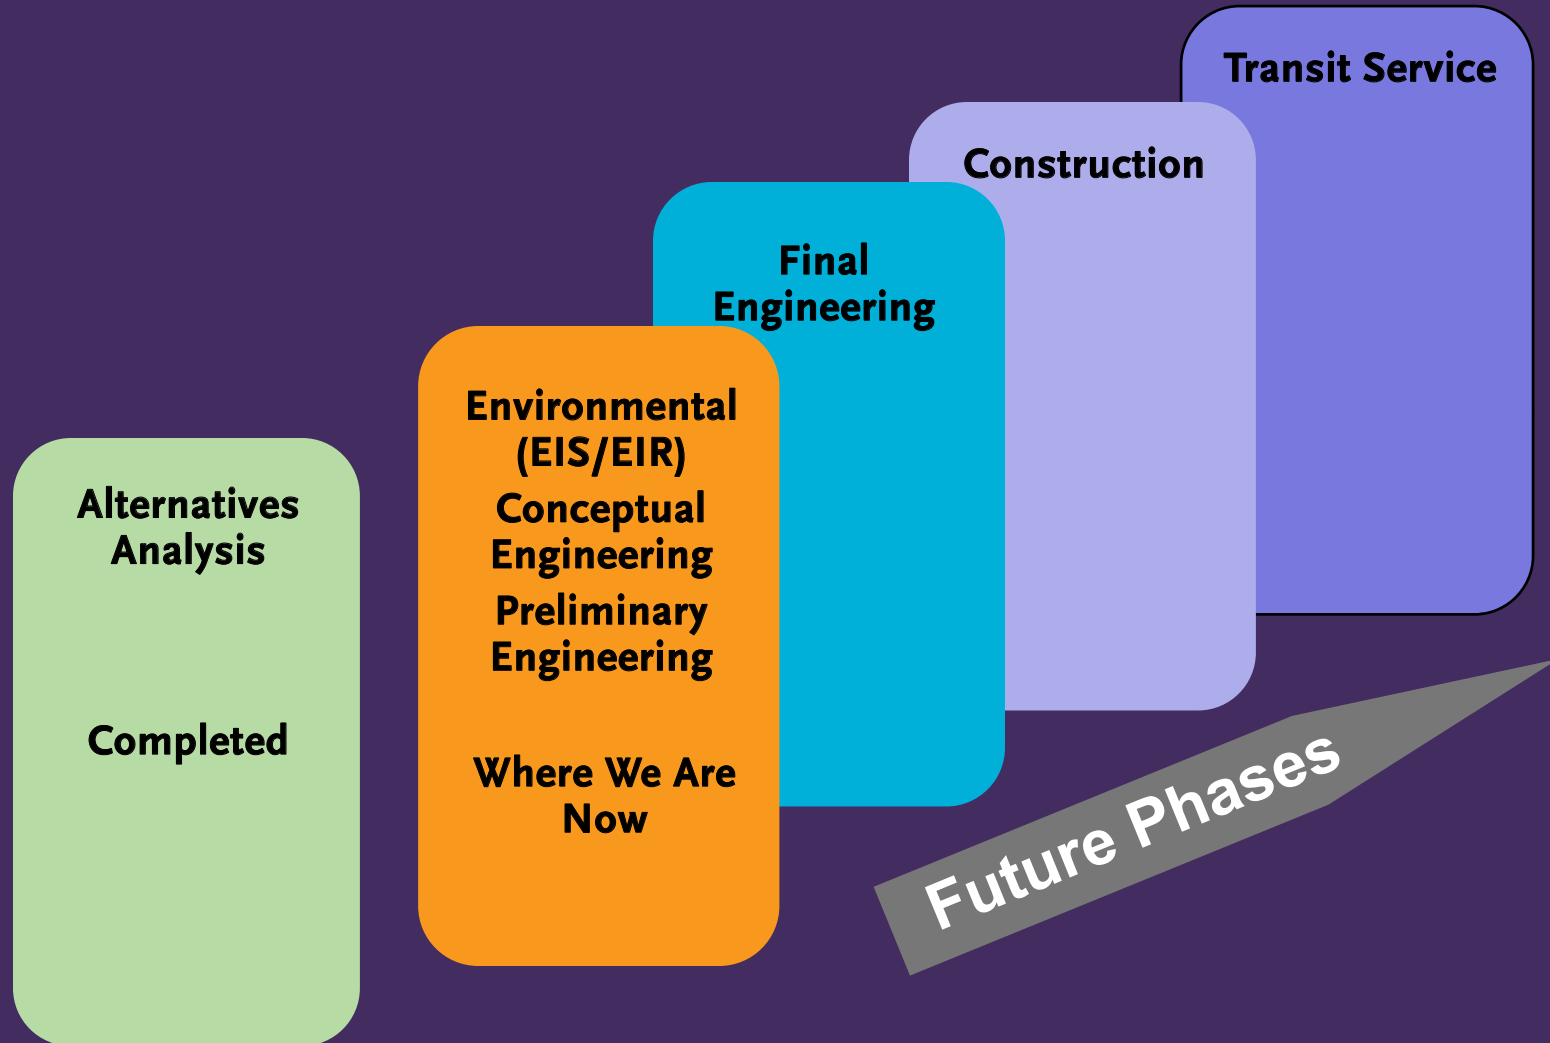 Alternatives
Analysis
Completed
Environmental
(EIS/EIR)
Conceptual
Engineering
Preliminary
Engineering
Where We Are
Now
Final
Engineering
Construction
Transit Service
Future Phases